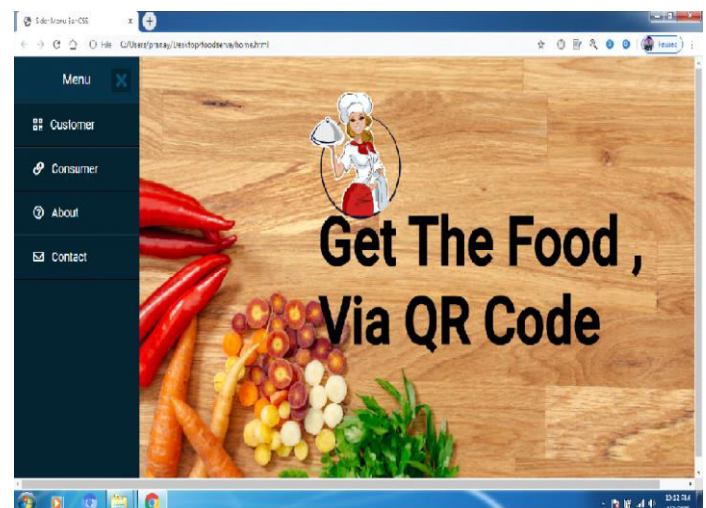 Menu
Customer
Consumer
About
Contact
Get The Food ,
Via QR Code